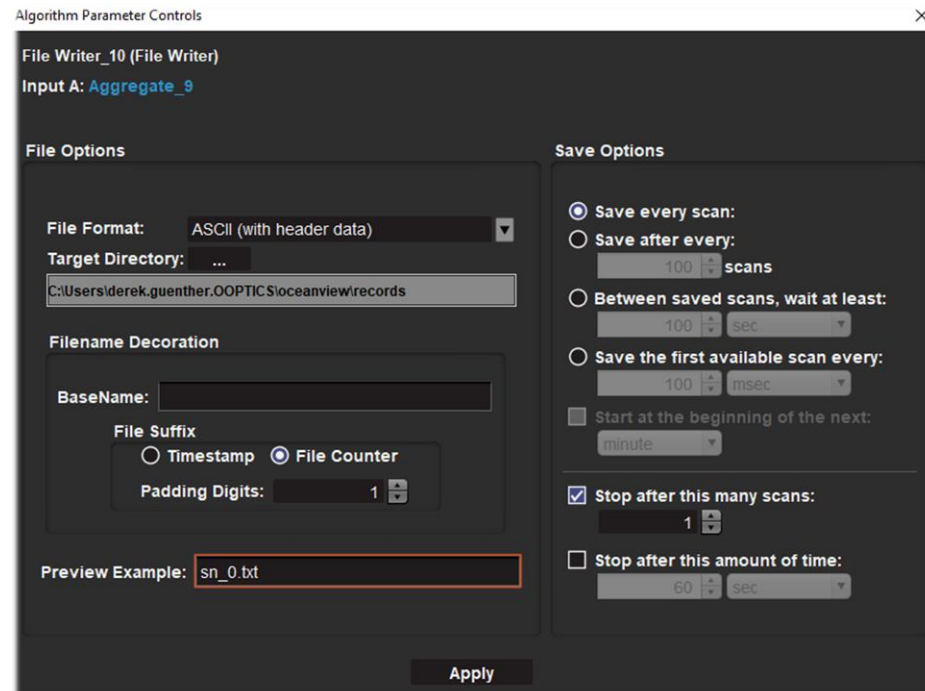 Algorithm Parameter Controls
File Writer_10 (File Writer)
Input A: Aggregate_9
File Options
File Format: ASCII (with header data)
Target Directory: ...
C:\Users\derek.guenther.OOPTICS\oceanview\records
Filename Decoration
BaseName:
File Suffix
Timestamp File Counter
Padding Digits: 1
Preview Example: sn_0.txt
Save Options
Save every scan:
Save after every:
100 scans
Between saved scans, wait at least:
100 sec
Save the first available scan every:
100 msec
Start at the beginning of the next:
minute
Stop after this many scans:
1
Stop after this amount of time:
60 sec
Apply